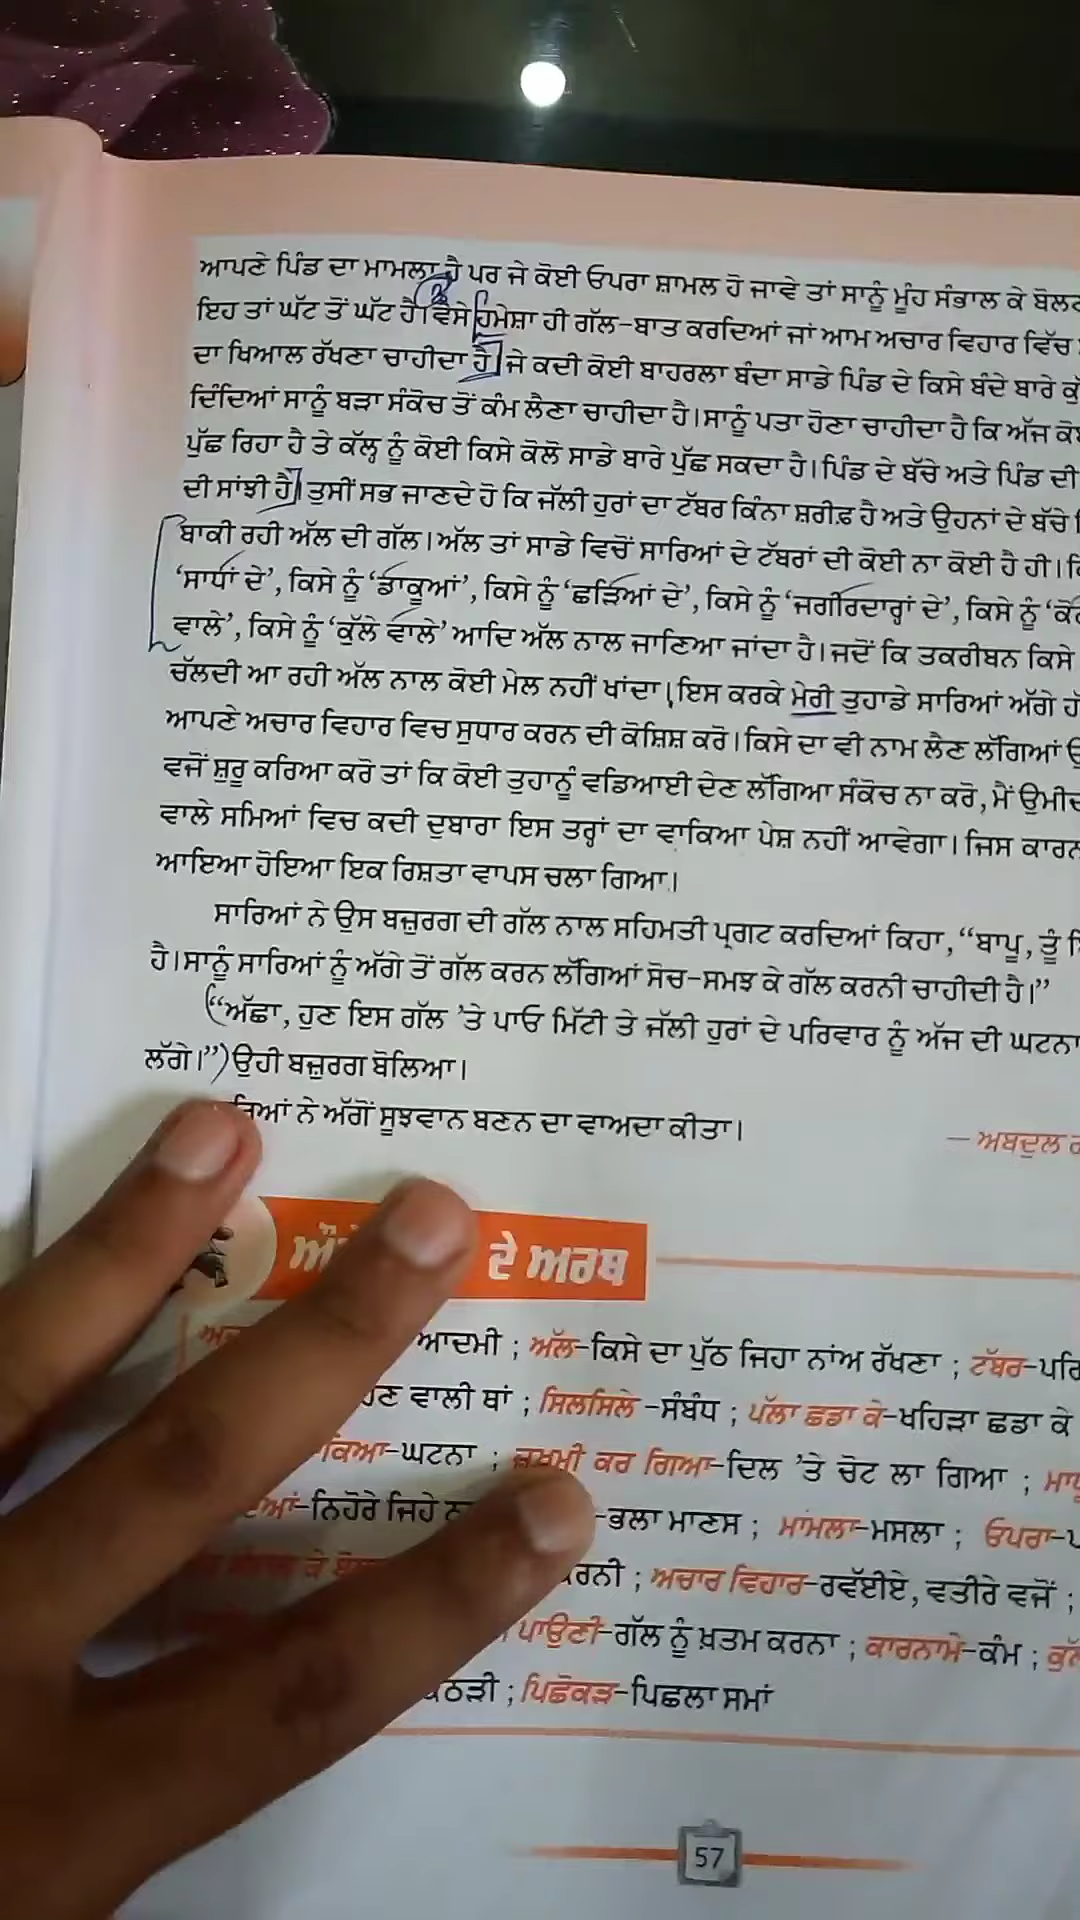 ਆਪਣੇ ਪਿੰਡ ਦਾ ਮਾਮਲਾ ਹੈ ਪਰ ਜੇ ਕੋਈ ਓਪਰਾ ਸ਼ਾਮਲ ਹੋ ਜਾਵੇ ਤਾਂ ਸਾਨੂੰ ਮੂੰਹ ਸੰਭਾਲ ਕੇ
ਇਹ ਤਾਂ ਘੱਟ ਤੋਂ ਘੱਟ ਹੈ। ਵੈਸੇ ਹਮੇਸ਼ਾ ਹੀ ਗੱਲ-ਬਾਤ ਕਰਦਿਆਂ ਜਾਂ ਆਮ ਅਚਾਰ ਵਿਹਾਰ ਵਿੱਚ
ਦਾ ਖਿਆਲ ਰੱਖਣਾ ਚਾਹੀਦਾ ਹੈ। ਜੇ ਕਦੀ ਕੋਈ ਬਾਹਰਲਾ ਬੰਦਾ ਸਾਡੇ ਪਿੰਡ ਦੇ ਕਿਸੇ ਬੰਦੇ ਬਾਰੇ
ਦਿੰਦਿਆਂ ਸਾਨੂੰ ਬੜਾ ਸੰਕੋਚ ਤੋਂ ਕੰਮ ਲੈਣਾ ਚਾਹੀਦਾ ਹੈ। ਸਾਨੂੰ ਪਤਾ ਹੋਣਾ ਚਾਹੀਦਾ ਹੈ ਕਿ ਅੱਜ
ਪੁੱਛ ਰਿਹਾ ਹੈ ਤੇ ਕੱਲ੍ਹ ਨੂੰ ਕੋਈ ਕਿਸੇ ਕੋਲੋਂ ਸਾਡੇ ਬਾਰੇ ਪੁੱਛ ਸਕਦਾ ਹੈ। ਪਿੰਡ ਦੇ ਬੱਚੇ ਅਤੇ ਪਿੰਡ ਦੀ
ਦੀ ਸਾਂਝੀ ਹੈ। ਤੁਸੀਂ ਸਭ ਜਾਣਦੇ ਹੋ ਕਿ ਜੱਲੀ ਹੁਰਾਂ ਦਾ ਟੱਬਰ ਕਿੰਨਾ ਸ਼ਰੀਫ਼ ਹੈ ਅਤੇ ਉਹਨਾਂ ਦੇ ਬੱਚੇ
ਬਾਕੀ ਰਹੀ ਅੱਲ ਦੀ ਗੱਲ। ਅੱਲ ਤਾਂ ਸਾਡੇ ਵਿਚੋਂ ਸਾਰਿਆਂ ਦੇ ਟੱਬਰਾਂ ਦੀ ਕੋਈ ਨਾ ਕੋਈ ਹੈ ਹੀ।
'ਸਾਧਾਂ ਦੇ', ਕਿਸੇ ਨੂੰ 'ਡਾਕੂਆਂ', ਕਿਸੇ ਨੂੰ 'ਛੜਿਆਂ ਦੇ', ਕਿਸੇ ਨੂੰ 'ਜਗੀਰਦਾਰ੍ਹਾਂ ਦੇ', ਕਿਸੇ ਨੂੰ
ਵਾਲੇ', ਕਿਸੇ ਨੂੰ 'ਕੁੱਲੇ ਵਾਲੇ' ਆਦਿ ਅੱਲ ਨਾਲ ਜਾਣਿਆ ਜਾਂਦਾ ਹੈ। ਜਦੋਂ ਕਿ ਤਕਰੀਬਨ ਕਿਸੇ
ਚੱਲਦੀ ਆ ਰਹੀ ਅੱਲ ਨਾਲ ਕੋਈ ਮੇਲ ਨਹੀਂ ਖਾਂਦਾ। ਇਸ ਕਰਕੇ ਮੇਰੀ ਤੁਹਾਡੇ ਸਾਰਿਆਂ ਅੱਗੇ
ਆਪਣੇ ਅਚਾਰ ਵਿਹਾਰ ਵਿਚ ਸੁਧਾਰ ਕਰਨ ਦੀ ਕੋਸ਼ਿਸ਼ ਕਰੋ। ਕਿਸੇ ਦਾ ਵੀ ਨਾਮ ਲੈਣ ਲੱਗਿਆਂ
ਵਜੋਂ ਸ਼ੁਰੂ ਕਰਿਆ ਕਰੋ ਤਾਂ ਕਿ ਕੋਈ ਤੁਹਾਨੂੰ ਵਡਿਆਈ ਦੇਣ ਲੱਗਿਆ ਸੰਕੋਚ ਨਾ ਕਰੇ, ਮੈਂ
ਵਾਲੇ ਸਮਿਆਂ ਵਿਚ ਕਦੀ ਦੁਬਾਰਾ ਇਸ ਤਰ੍ਹਾਂ ਦਾ ਵਾਕਿਆ ਪੇਸ਼ ਨਹੀਂ ਆਵੇਗਾ। ਜਿਸ ਕਾਰਨ
ਆਇਆ ਹੋਇਆ ਇਕ ਰਿਸ਼ਤਾ ਵਾਪਸ ਚਲਾ ਗਿਆ।
ਸਾਰਿਆਂ ਨੇ ਉਸ ਬਜ਼ੁਰਗ ਦੀ ਗੱਲ ਨਾਲ ਸਹਿਮਤੀ ਪ੍ਰਗਟ ਕਰਦਿਆਂ ਕਿਹਾ, "ਬਾਪੂ, ਤੂੰ
ਹੈ। ਸਾਨੂੰ ਸਾਰਿਆਂ ਨੂੰ ਅੱਗੇ ਤੋਂ ਗੱਲ ਕਰਨ ਲੱਗਿਆਂ ਸੋਚ-ਸਮਝ ਕੇ ਗੱਲ ਕਰਨੀ ਚਾਹੀਦੀ ਹੈ।"
"ਅੱਛਾ, ਹੁਣ ਇਸ ਗੱਲ 'ਤੇ ਪਾਓ ਮਿੱਟੀ ਤੇ ਜੱਲੀ ਹੁਰਾਂ ਦੇ ਪਰਿਵਾਰ ਨੂੰ ਅੱਜ ਦੀ ਘਟਨਾ
ਲੱਗੇ।" ਉਹੀ ਬਜ਼ੁਰਗ ਬੋਲਿਆ।
ਨੇ ਅੱਗੋਂ ਸੂਝਵਾਨ ਬਣਨ ਦਾ ਵਾਅਦਾ ਕੀਤਾ।
— ਅਬਦੁਲ
ਦੇ ਅਰਥ
ਆਦਮੀ ; ਅੱਲ-ਕਿਸੇ ਦਾ ਪੁੱਠ ਜਿਹਾ ਨਾਂਅ ਰੱਖਣਾ ; ਟੱਬਰ-
ਵਾਲੀ ਥਾਂ ; ਸਿਲਸਿਲੇ -ਸੰਬੰਧ ; ਪੱਲਾ ਛਡਾ ਕੇ-ਖਹਿੜਾ ਛਡਾ ਕੇ
-ਘਟਨਾ ; ਜ਼ਖ਼ਮੀ ਕਰ ਗਿਆ-ਦਿਲ 'ਤੇ ਚੋਟ ਲਾ ਗਿਆ ;
-ਨਿਹੋਰੇ ਜਿਹੇ -ਭਲਾ ਮਾਣਸ ; ਮਾਮਲਾ-ਮਸਲਾ ; ਓਪਰਾ-
ਕਰਨੀ ; ਅਚਾਰ ਵਿਹਾਰ-ਰਵੱਈਏ, ਵਤੀਰੇ ਵਜੋਂ ;
ਪਾਉਣੀ-ਗੱਲ ਨੂੰ ਖ਼ਤਮ ਕਰਨਾ ; ਕਾਰਨਾਮੇ-ਕੰਮ ;
; ਪਿਛੋਕੜ-ਪਿਛਲਾ ਸਮਾਂ
57